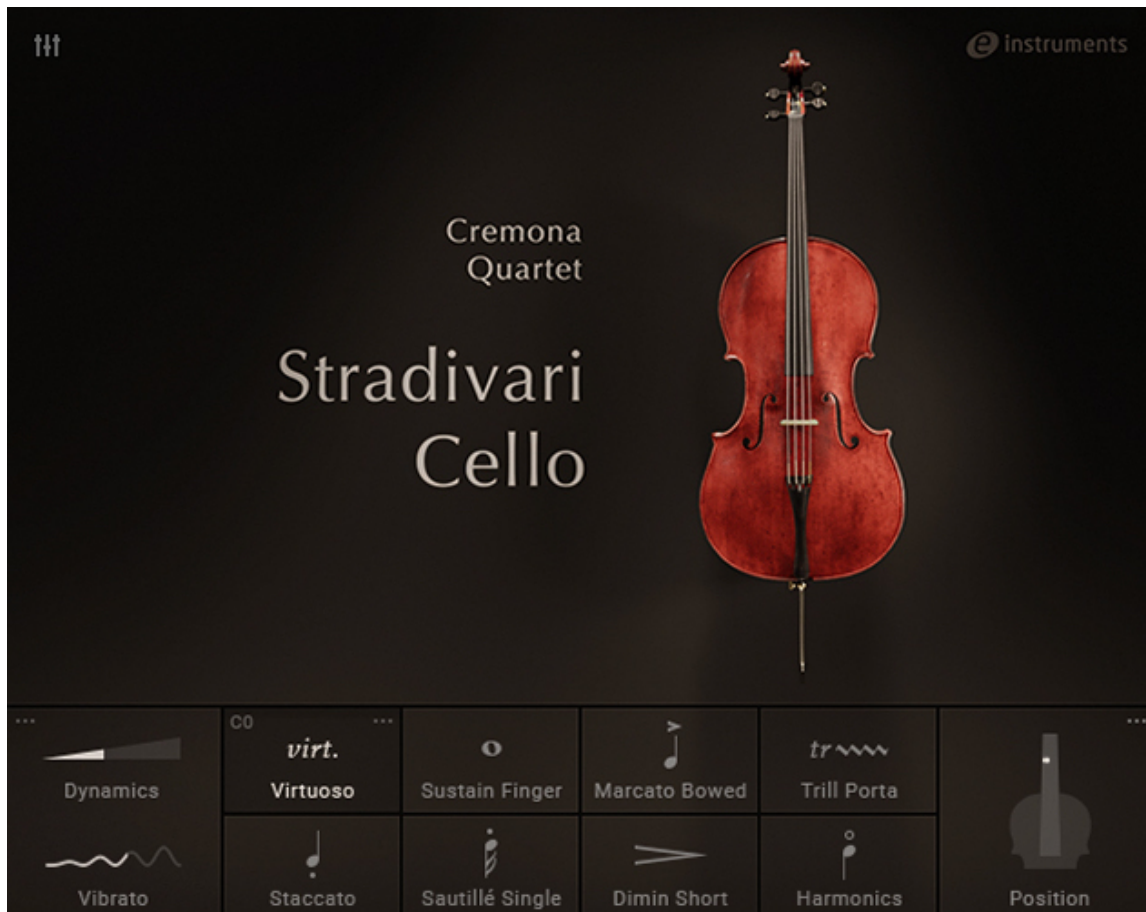 e instruments
Cremona
Quartet
Stradivari
Cello
C0
virt.
tr
Dynamics
Virtuoso
Sustain Finger
Marcato Bowed
Trill Porta
Vibrato
Staccato
Sautillé Single
Dimin Short
Harmonics
Position